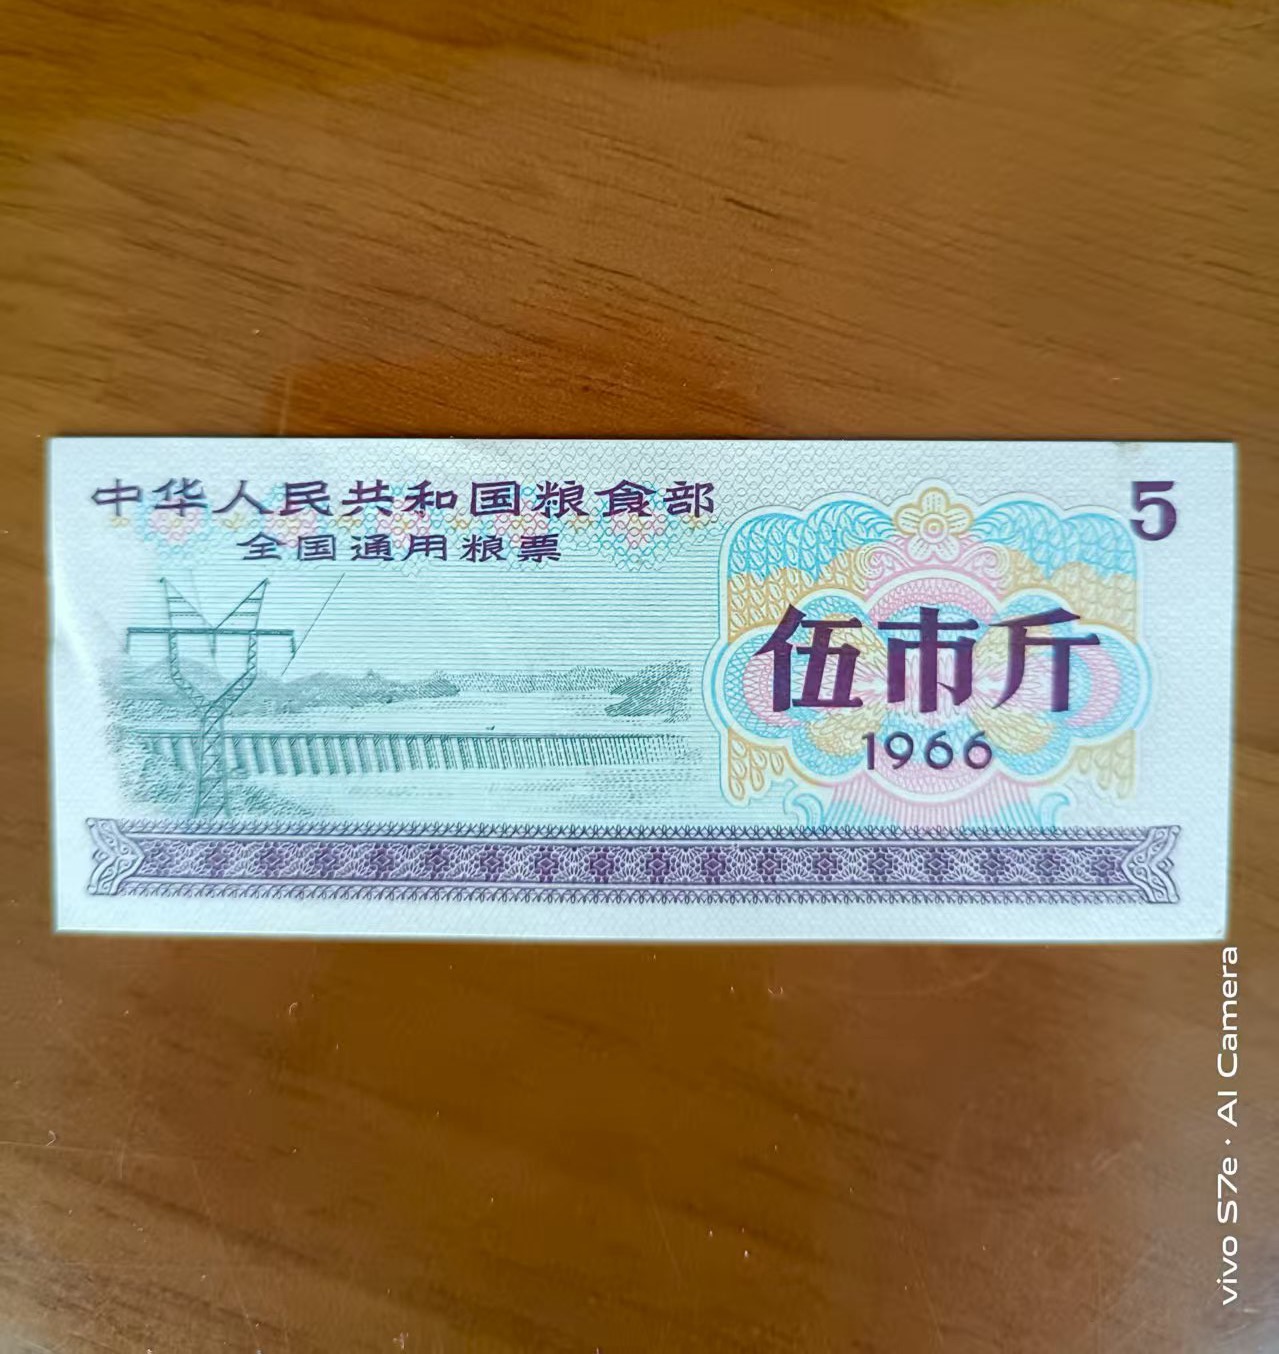 中华人民共和国粮食部
全国通用粮票
5
伍市斤
1966
vivo S7e · AI Camera